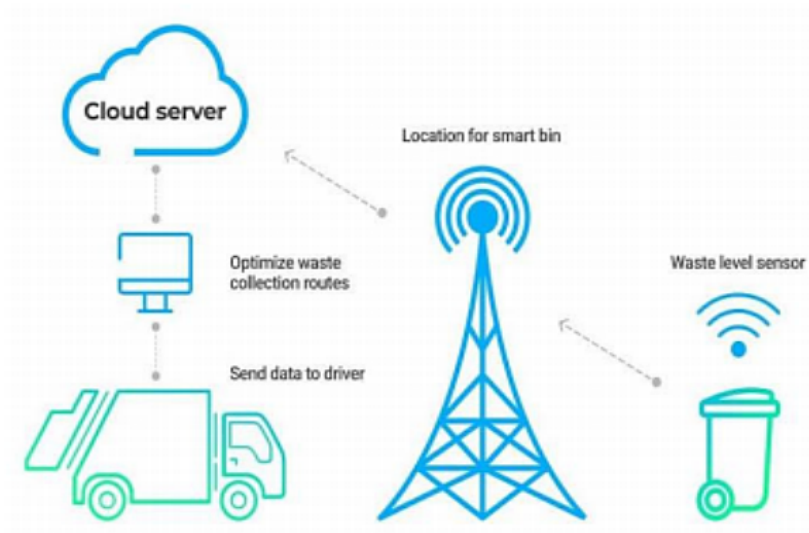 Cloud server
Location for smart bin
Waste level sensor
Optimize waste
collection routes
Send data to driver